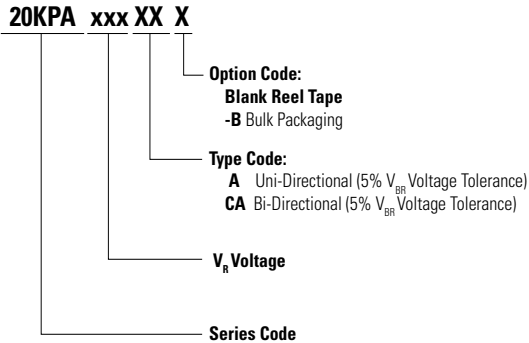 20KPA xxx XX X
Option Code:
Blank Reel Tape
-B Bulk Packaging
Type Code:
A Uni-Directional (5% VBR Voltage Tolerance)
CA Bi-Directional (5% VBR Voltage Tolerance)
VR Voltage
Series Code